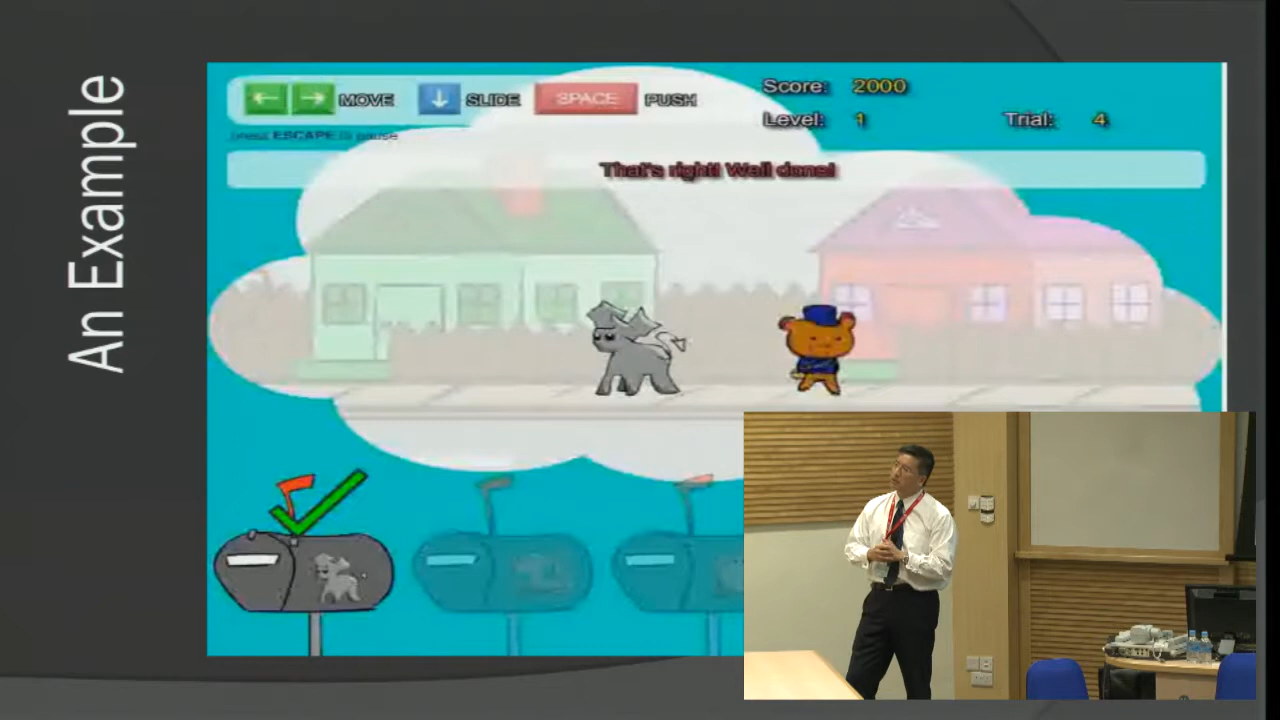 An Example
← → MOVE ↓ SLIDE SPACE PUSH
press ESCAPE to pause
Score: 2000
Level: 1 Trial: 4
That's right! Well done!